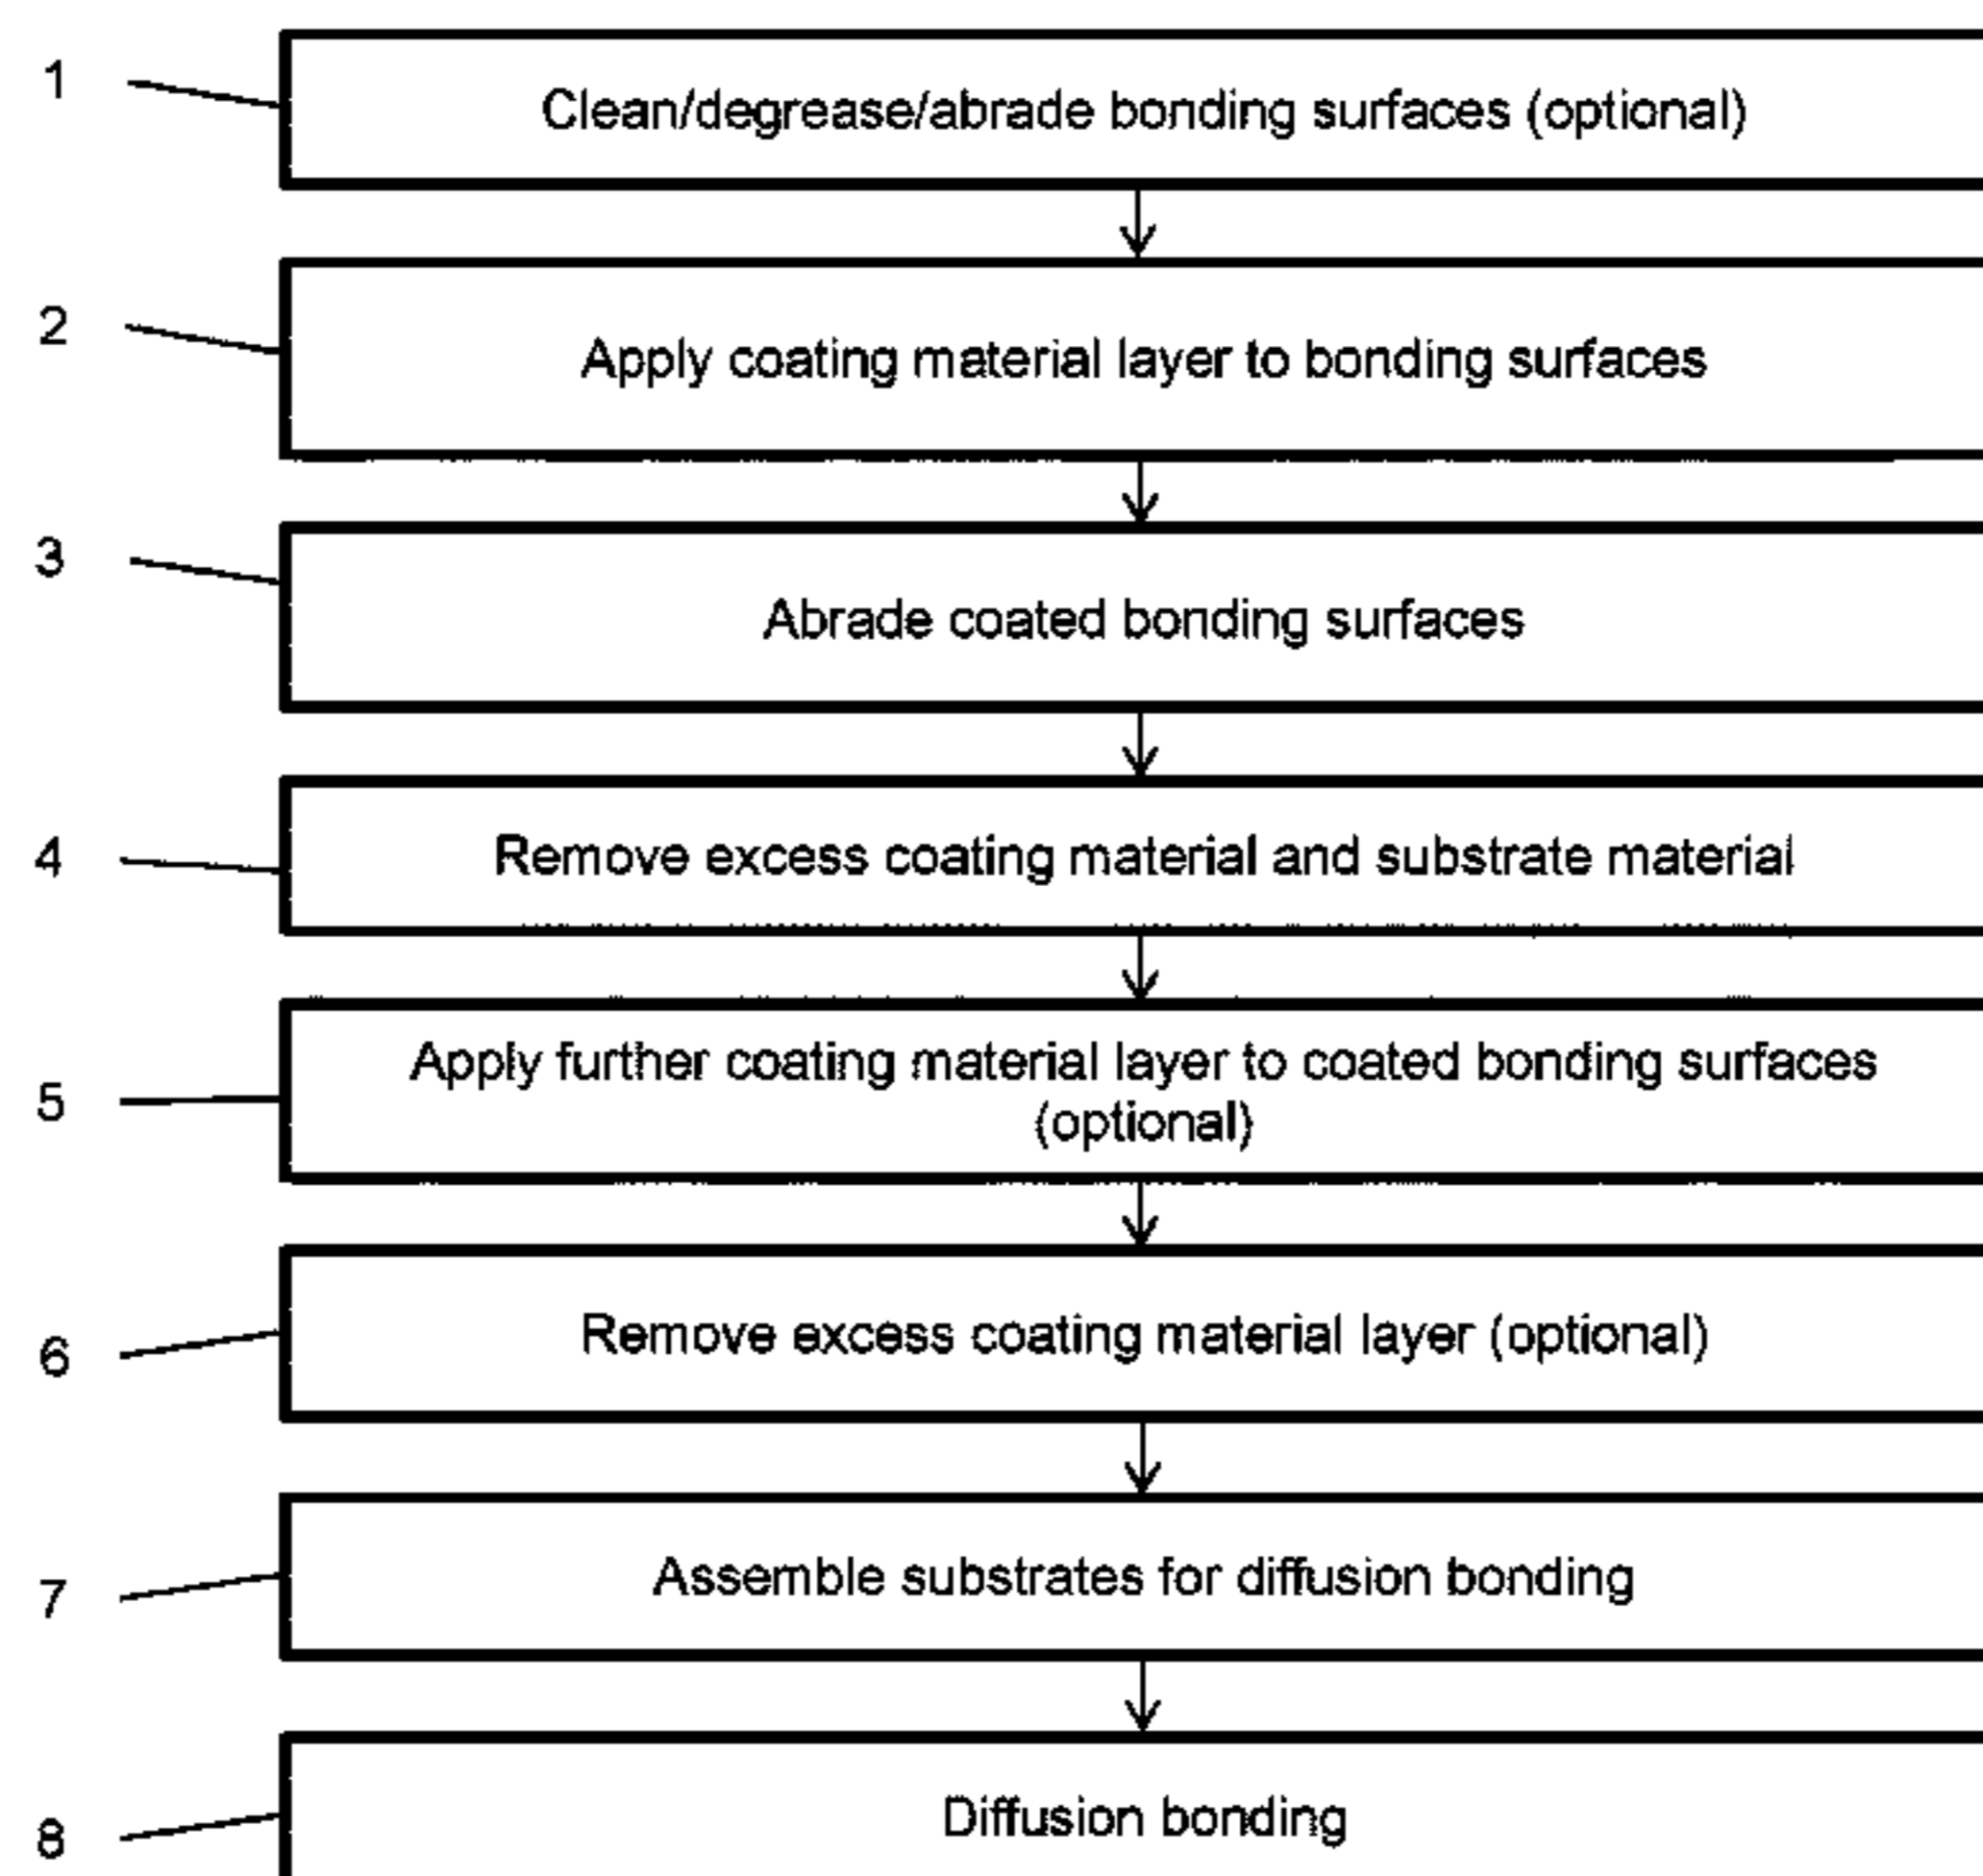 1
Clean/degrease/abrade bonding surfaces (optional)
2
Apply coating material layer to bonding surfaces
3
Abrade coated bonding surfaces
4
Remove excess coating material and substrate material
5
Apply further coating material layer to coated bonding surfaces
(optional)
6
Remove excess coating material layer (optional)
7
Assemble substrates for diffusion bonding
8
Diffusion bonding